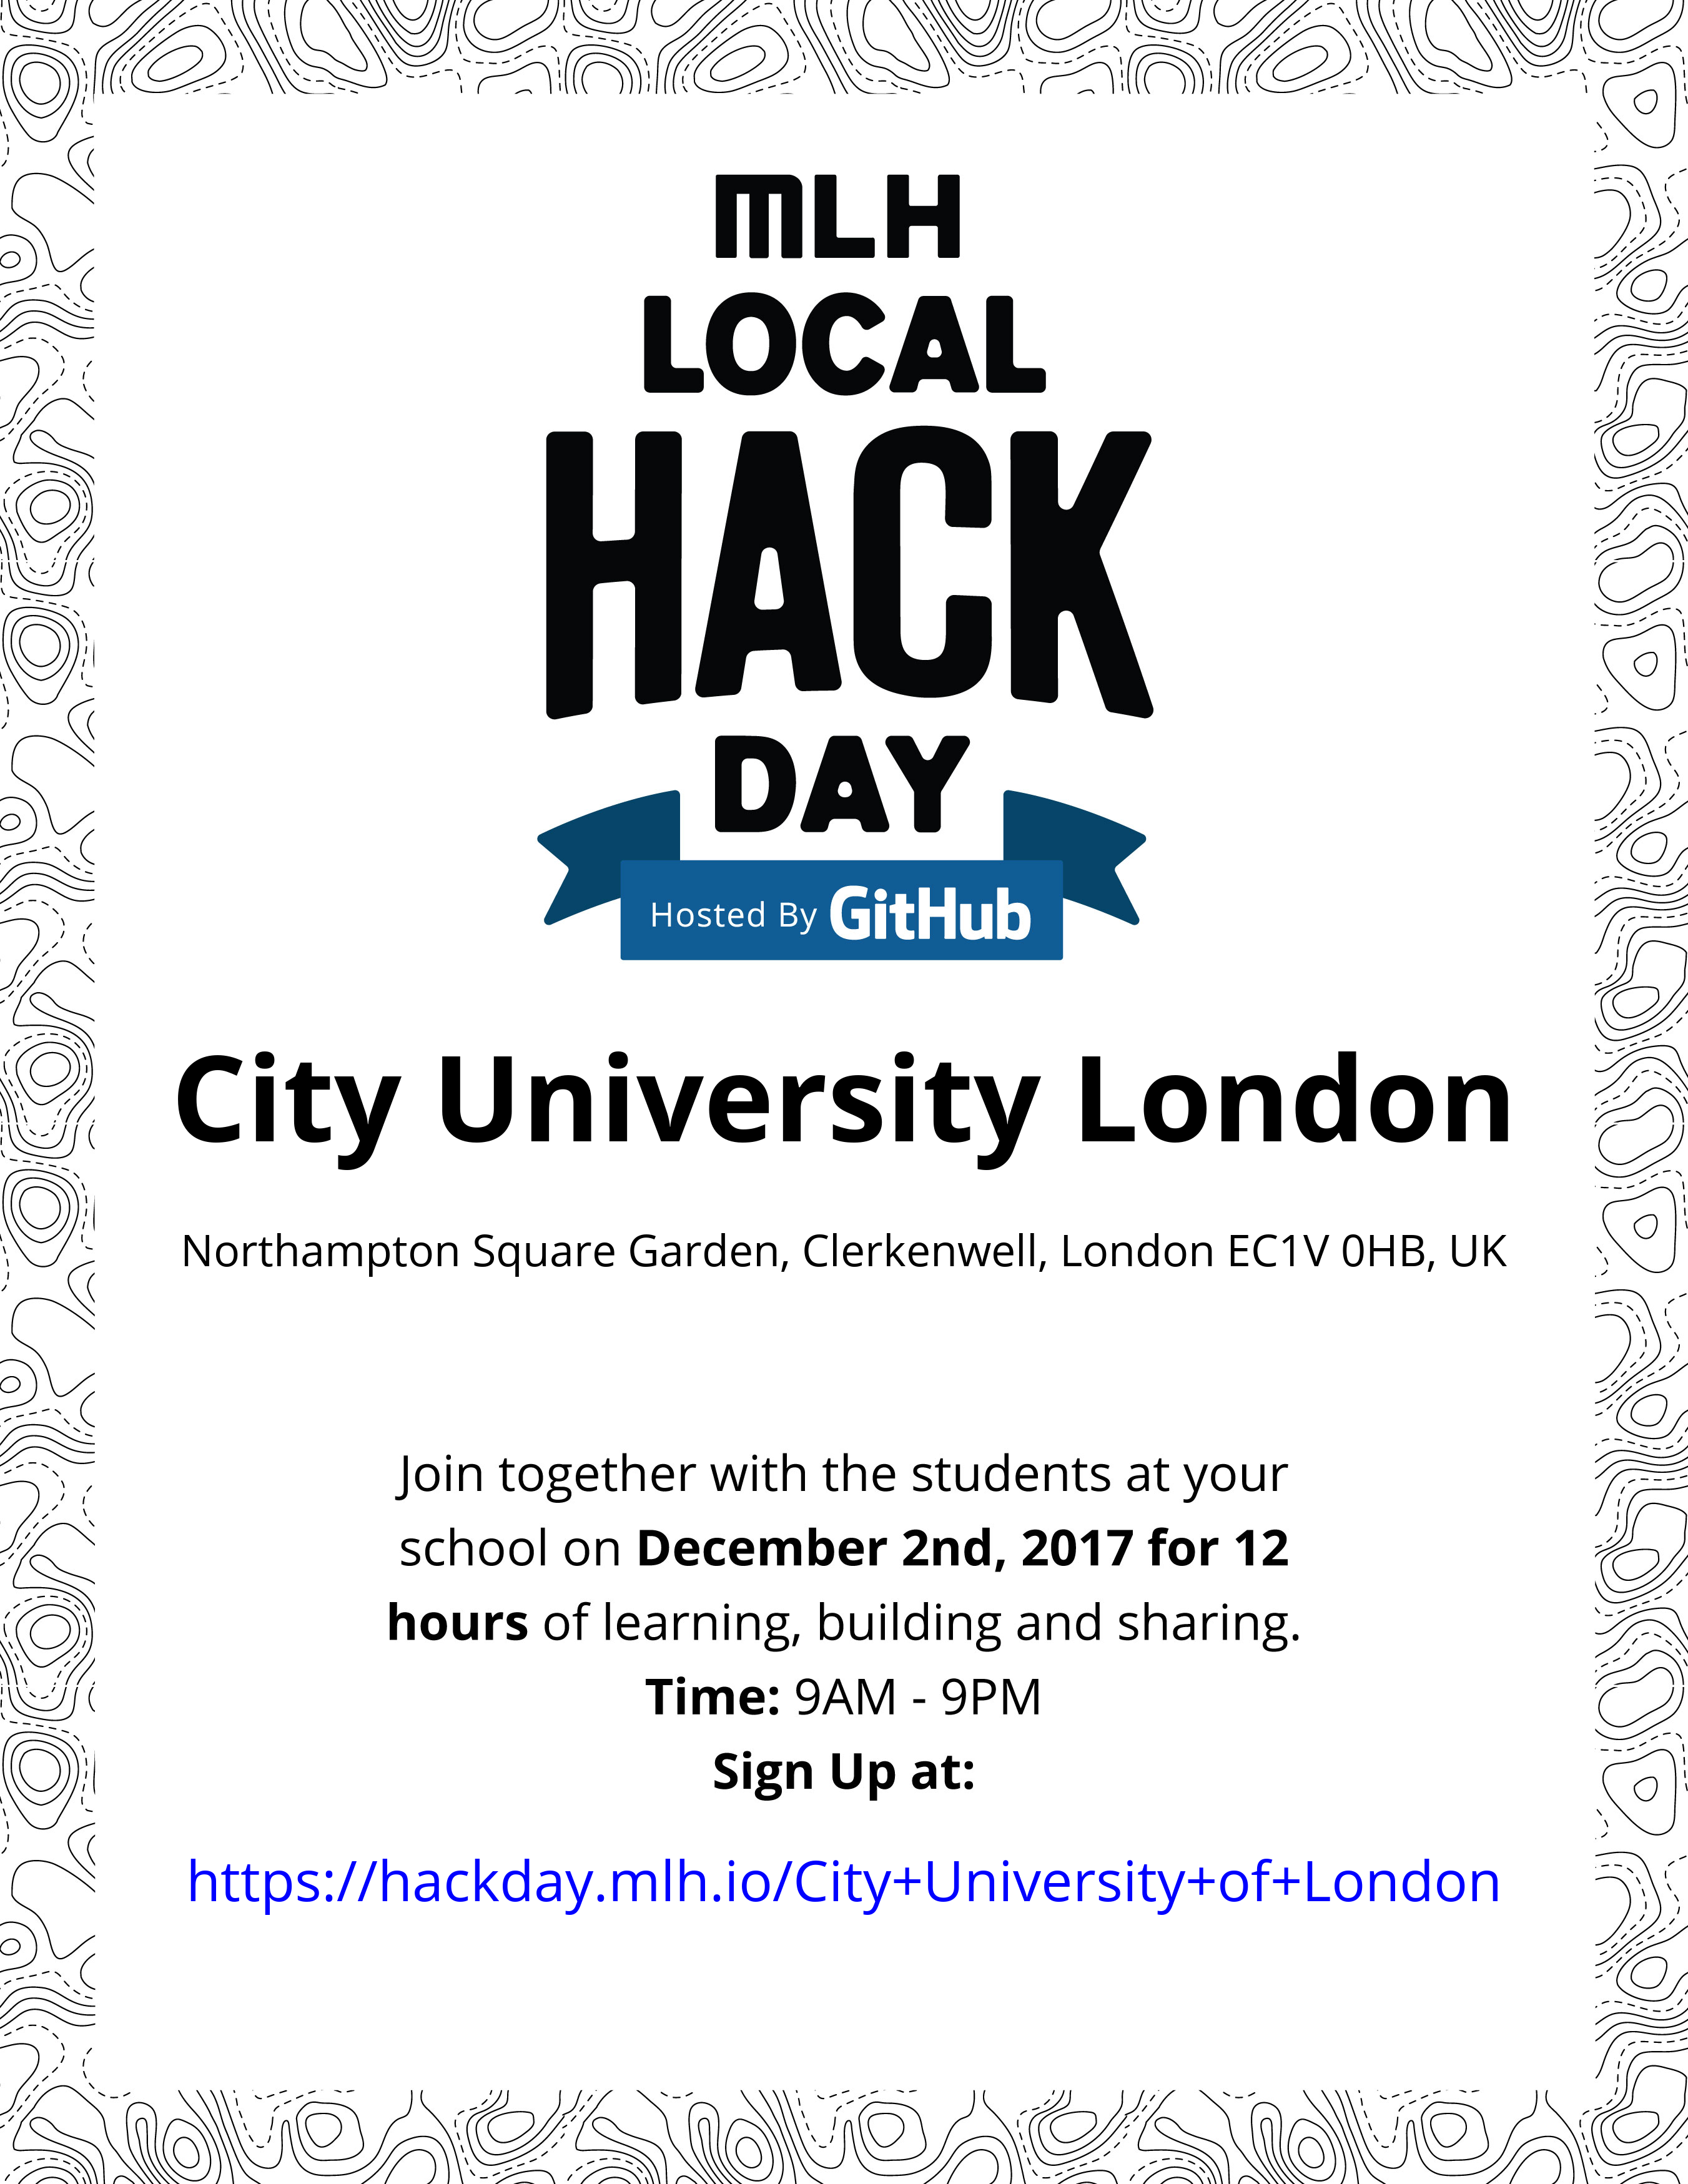 MLH
LOCAL
HACK
DAY
Hosted By GitHub
City University London
Northampton Square Garden, Clerkenwell, London EC1V 0HB, UK
Join together with the students at your
school on December 2nd, 2017 for 12
hours of learning, building and sharing.
Time: 9AM - 9PM
Sign Up at:
https://hackday.mlh.io/City+University+of+London